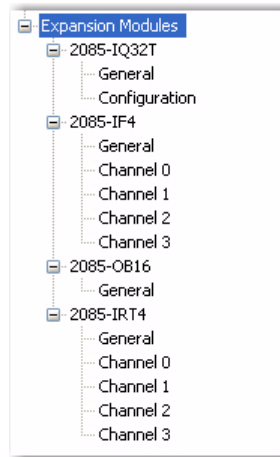 Expansion Modules
2085-IQ32T
General
Configuration
2085-IF4
General
Channel 0
Channel 1
Channel 2
Channel 3
2085-OB16
General
2085-IRT4
General
Channel 0
Channel 1
Channel 2
Channel 3